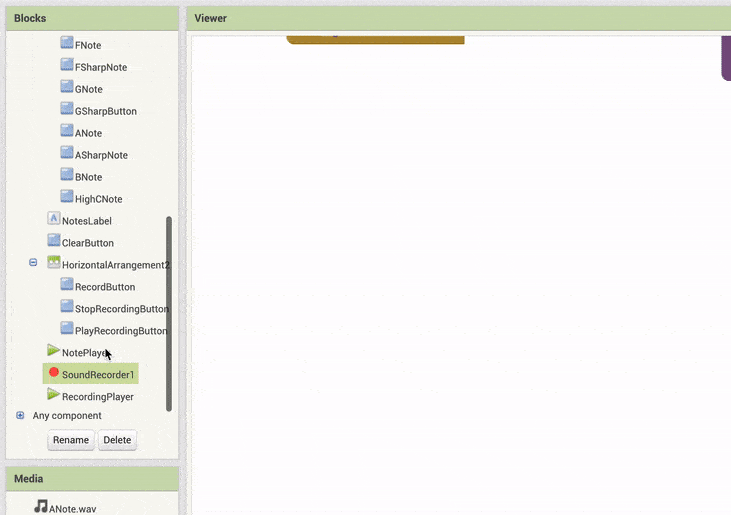 Blocks
FNote
FSharpNote
GNote
GSharpButton
ANote
ASharpNote
BNote
HighCNote
NotesLabel
ClearButton
HorizontalArrangement2
RecordButton
StopRecordingButton
PlayRecordingButton
NotePlayer
SoundRecorder1
RecordingPlayer
Any component
Rename Delete
Media
ANote.wav
Viewer